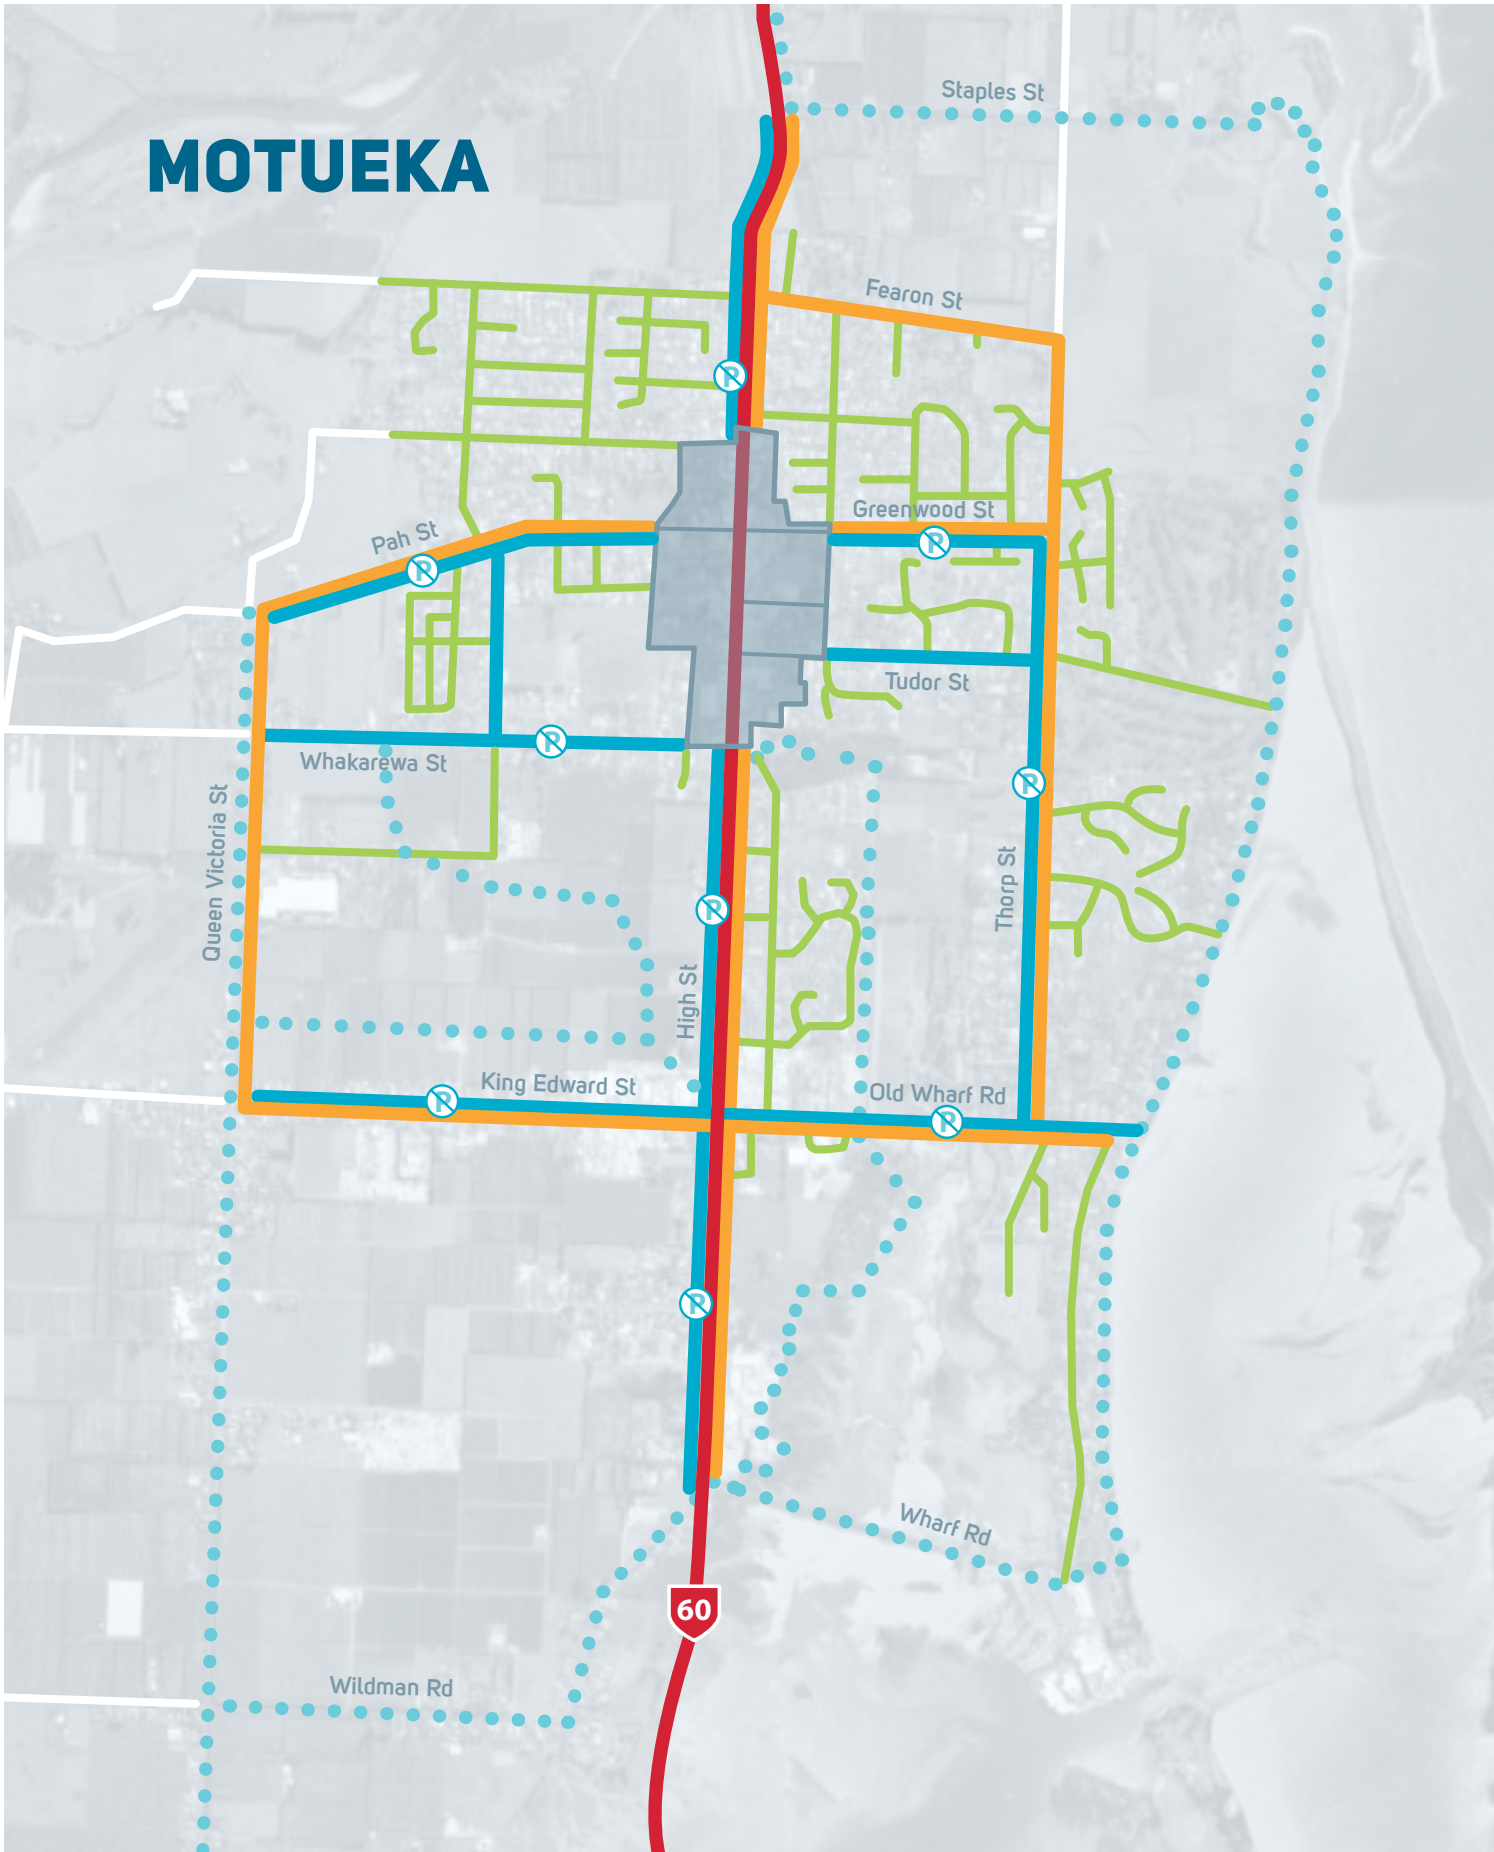 Staples St
MOTUEKA
Fearon St
P
Greenwood St
Pah St
P
P
Tudor St
P
Whakarewa St
P
Queen Victoria St
Thorp St
P
High St
King Edward St
P
Old Wharf Rd
P
P
Wharf Rd
60
Wildman Rd